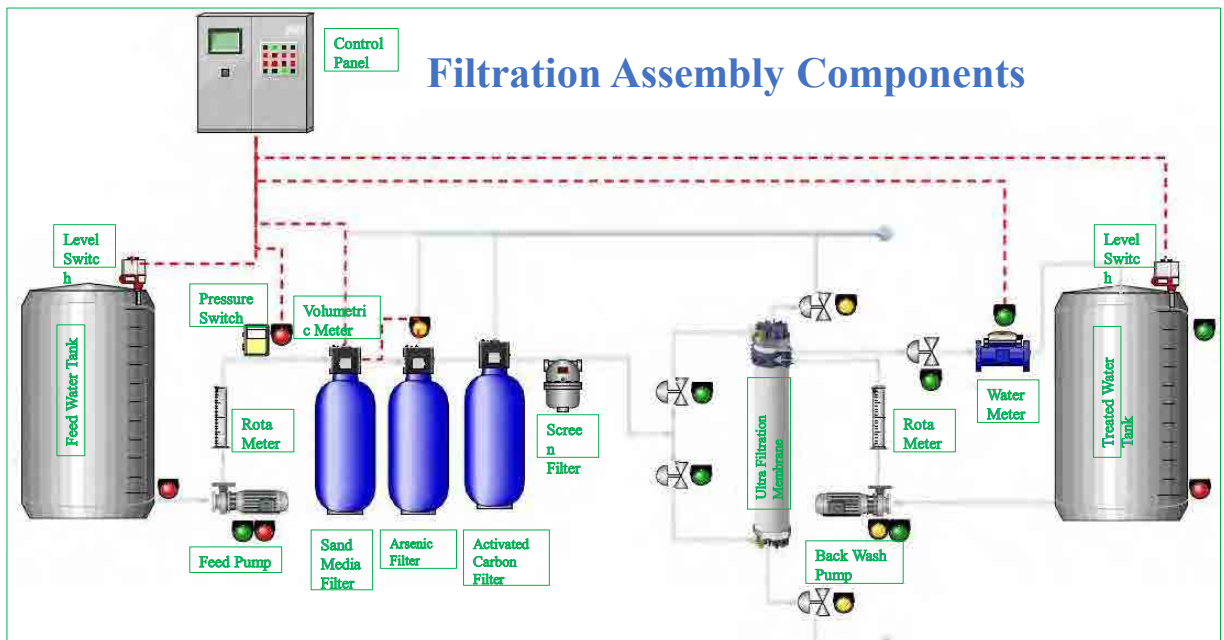 Control
Panel
Filtration Assembly Components
Level
Switc
h
Level
Switc
h
Pressure
Switch
Volumetri
c Meter
Feed Water Tank
Rota
Meter
Scree
n
Filter
Ultra Filtration
Membrane
Rota
Meter
Water
Meter
Treated Water
Tank
Feed Pump
Sand
Media
Filter
Arsenic
Filter
Activated
Carbon Filter
Back Wash
Pump